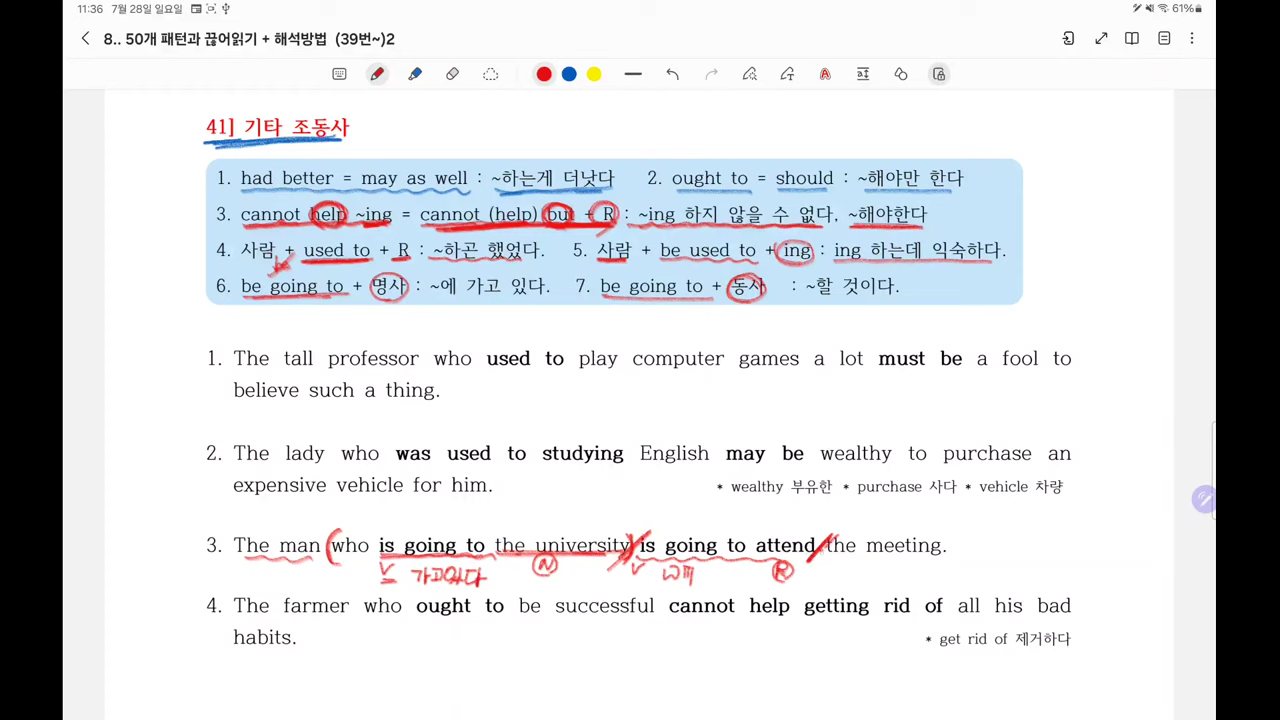 11:36 7월 28일 일요일
61%
8.. 50개 패턴과 끊어읽기 + 해석방법 (39번~)2
41] 기타 조동사
1. had better = may as well : ~하는게 더낫다 2. ought to = should : ~해야만 한다
3. cannot help ~ing = cannot (help) but + R : ~ing 하지 않을 수 없다, ~해야한다
4. 사람 + used to + R : ~하곤 했었다. 5. 사람 + be used to + ing : ing 하는데 익숙하다.
6. be going to + 명사 : ~에 가고 있다. 7. be going to + 동사 : ~할 것이다.
1. The tall professor who used to play computer games a lot must be a fool to
believe such a thing.
2. The lady who was used to studying English may be wealthy to purchase an
expensive vehicle for him.
* wealthy 부유한 * purchase 사다 * vehicle 차량
3. The man (who is going to the university) is going to attend the meeting.
V 가고있다 N V R
4. The farmer who ought to be successful cannot help getting rid of all his bad
habits.
* get rid of 제거하다